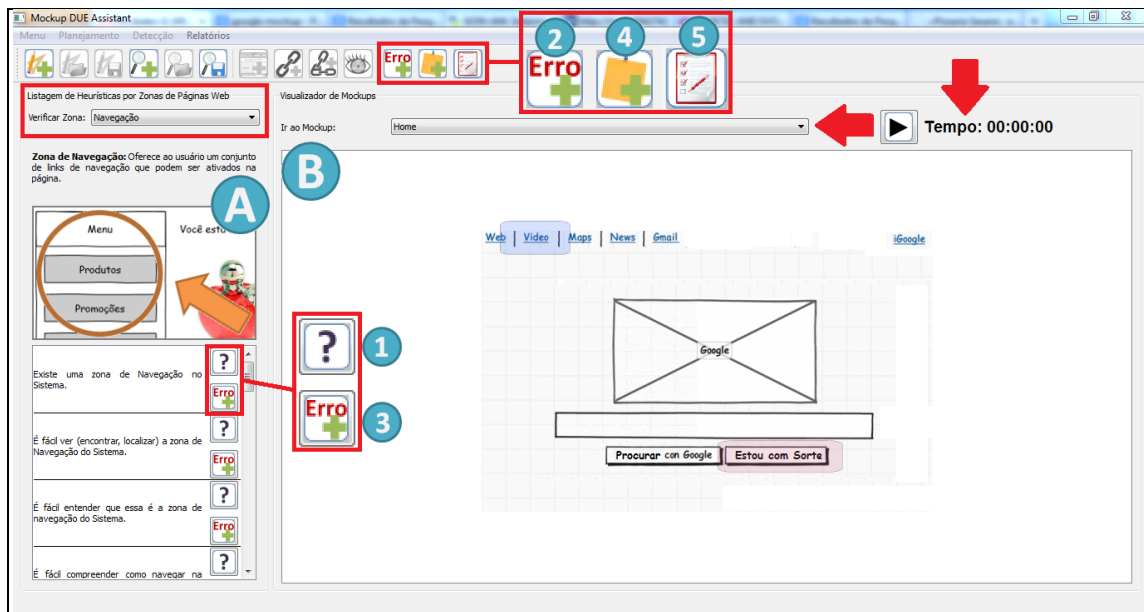 Mockup DUE Assistant
Menu Planejamento Detecção Relatórios
Erro
2 4 5
Erro
Listagem de Heurísticas por Zonas de Páginas Web
Verificar Zona: Navegação
Visualizador de Mockups
Ir ao Mockup: Home
Tempo: 00:00:00
Zona de Navegação: Oferece ao usuário um conjunto
de links de navegação que podem ser ativados na
página.
A
B
Menu
Você esta
Produtos
Promoções
Web | Video | Maps | News | Gmail
iGoogle
Google
Procurar con Google
Estou com Sorte
? 1
Erro 3
Existe uma zona de Navegação no
Sistema.
?
Erro
É fácil ver (encontrar, localizar) a zona de
Navegação do Sistema.
?
Erro
É fácil entender que essa é a zona de
navegação do Sistema.
?
Erro
É fácil compreender como navegar na
?